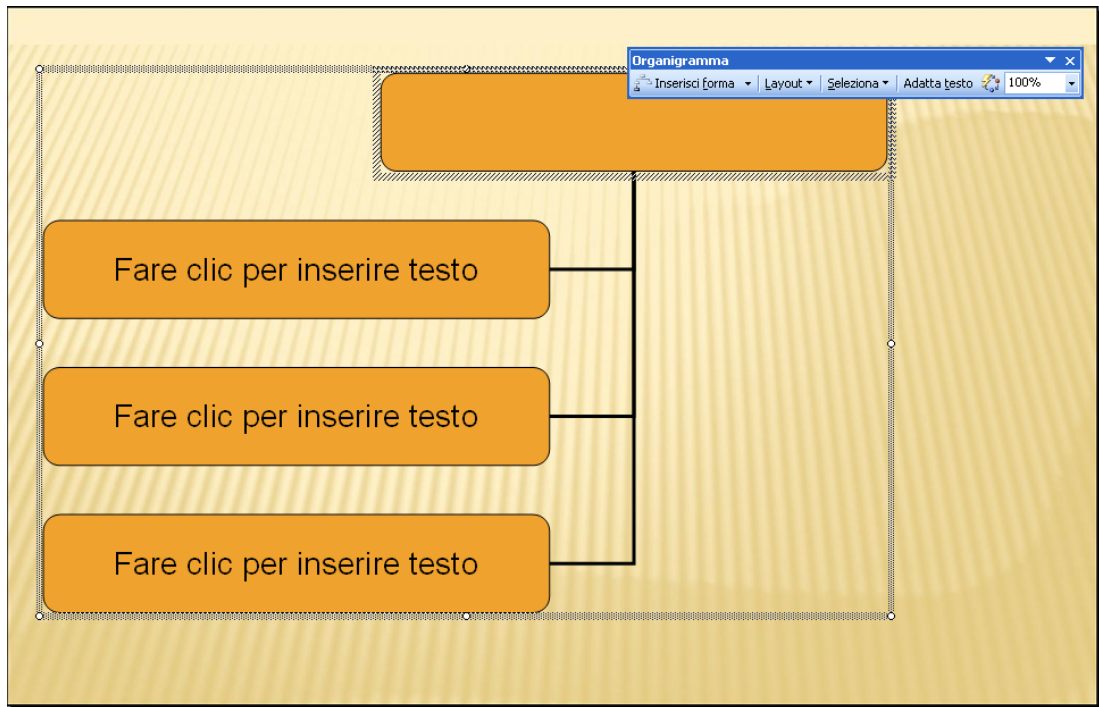 Organigramma
Inserisci forma Layout Seleziona Adatta testo 100%
Fare clic per inserire testo
Fare clic per inserire testo
Fare clic per inserire testo